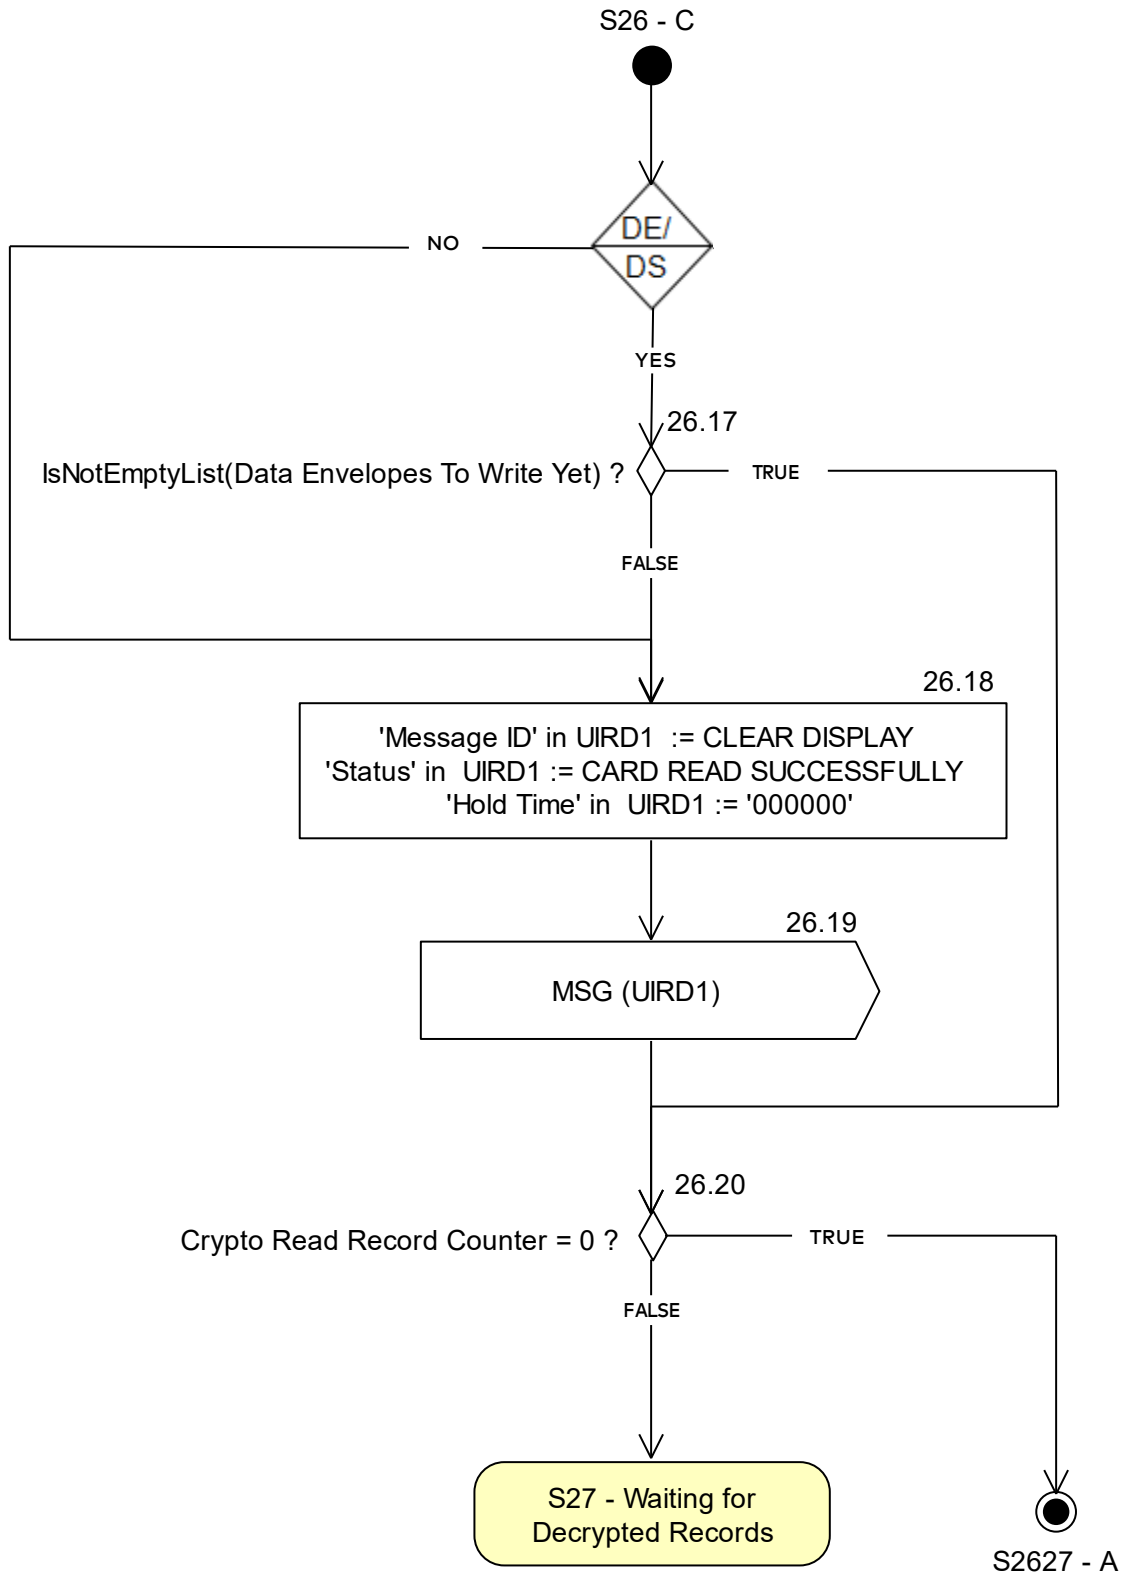 S26 - C
DE/
DS
NO
YES
26.17
IsNotEmptyList(Data Envelopes To Write Yet) ?
TRUE
FALSE
26.18
'Message ID' in UIRD1 := CLEAR DISPLAY
'Status' in UIRD1 := CARD READ SUCCESSFULLY
'Hold Time' in UIRD1 := '000000'
26.19
MSG (UIRD1)
26.20
Crypto Read Record Counter = 0 ?
TRUE
FALSE
S27 - Waiting for
Decrypted Records
S2627 - A